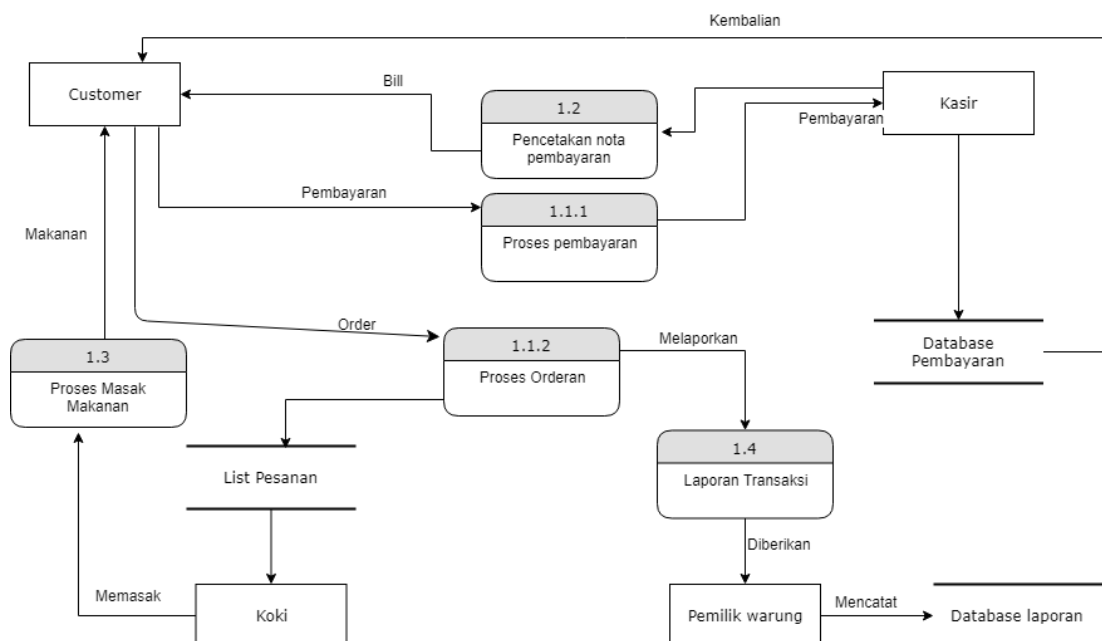 Kembalian
Customer
Bill
1.2
Pencetakan nota
pembayaran
Kasir
Pembayaran
Pembayaran
1.1.1
Proses pembayaran
Makanan
Order
1.1.2
Proses Orderan
Melaporkan
Database
Pembayaran
1.3
Proses Masak
Makanan
1.4
Laporan Transaksi
List Pesanan
Diberikan
Memasak
Koki
Pemilik warung
Mencatat
Database laporan